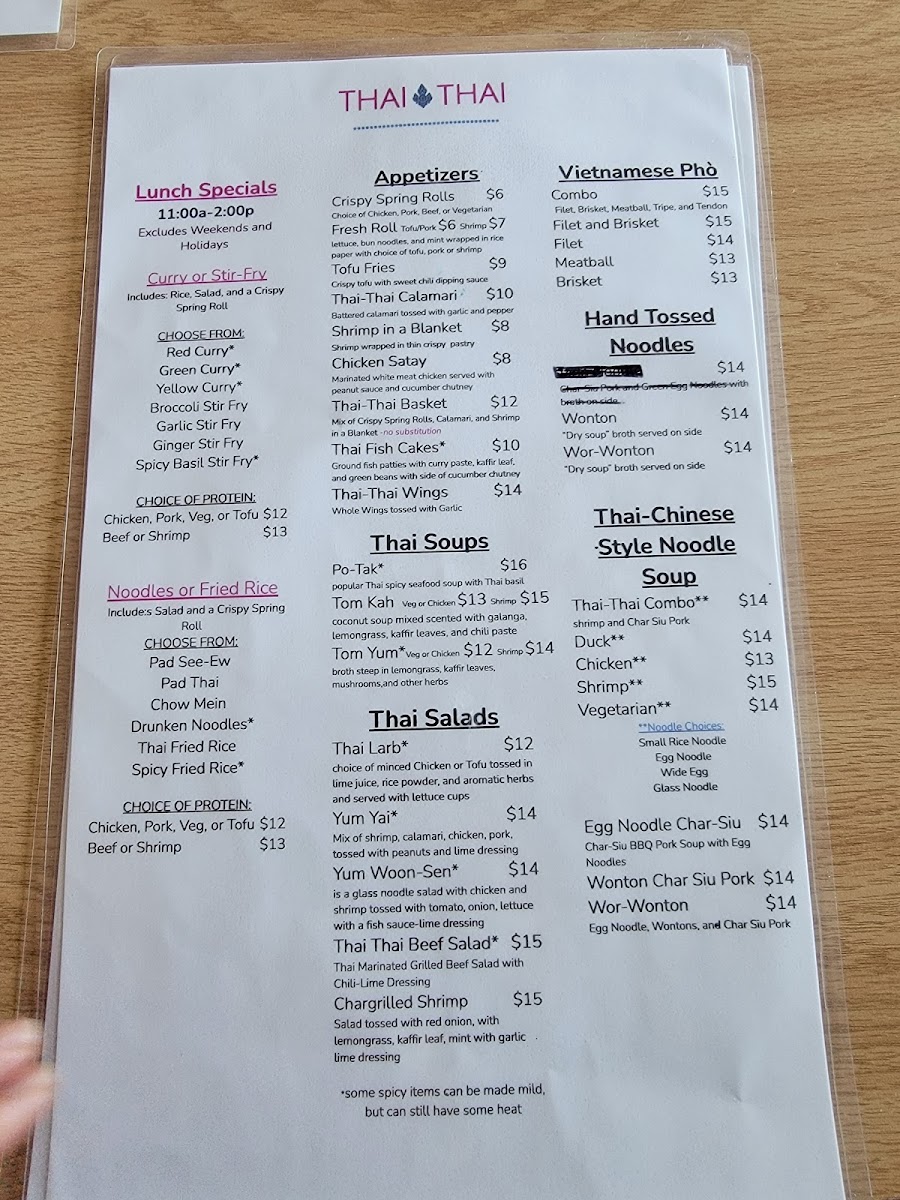 THAI THAI
Lunch Specials
11:00a-2:00p
Excludes Weekends and
Holidays
Curry or Stir-Fry
Includes: Rice, Salad, and a Crispy
Spring Roll
CHOOSE FROM:
Red Curry*
Green Curry*
Yellow Curry*
Broccoli Stir Fry
Garlic Stir Fry
Ginger Stir Fry
Spicy Basil Stir Fry*
CHOICE OF PROTEIN:
Chicken, Pork, Veg, or Tofu $12
Beef or Shrimp $13
Noodles or Fried Rice
Include:s Salad and a Crispy Spring
Roll
CHOOSE FROM:
Pad See-Ew
Pad Thai
Chow Mein
Drunken Noodles*
Thai Fried Rice
Spicy Fried Rice*
CHOICE OF PROTEIN:
Chicken, Pork, Veg, or Tofu $12
Beef or Shrimp $13
Appetizers
Crispy Spring Rolls $6
Choice of Chicken, Pork, Beef, or Vegetarian
Fresh Roll Tofu/Pork $6 Shrimp $7
lettuce, bun noodles, and mint wrapped in rice
paper with choice of tofu, pork or shrimp
Tofu Fries $9
Crispy tofu with sweet chili dipping sauce
Thai-Thai Calamari $10
Battered calamari tossed with garlic and pepper
Shrimp in a Blanket $8
Shrimp wrapped in thin crispy pastry
Chicken Satay $8
Marinated white meat chicken served with
peanut sauce and cucumber chutney
Thai-Thai Basket $12
Mix of Crispy Spring Rolls, Calamari, and Shrimp
in a Blanket -no substitution
Thai Fish Cakes* $10
Ground fish patties with curry paste, kaffir leaf,
and green beans with side of cucumber chutney
Thai-Thai Wings $14
Whole Wings tossed with Garlic
Thai Soups
Po-Tak* $16
popular Thai spicy seafood soup with Thai basil
Tom Kah Veg or Chicken $13 Shrimp $15
coconut soup mixed scented with galanga,
lemongrass, kaffir leaves, and chili paste
Tom Yum* Veg or Chicken $12 Shrimp $14
broth steep in lemongrass, kaffir leaves,
mushrooms,and other herbs
Thai Salads
Thai Larb* $12
choice of minced Chicken or Tofu tossed in
lime juice, rice powder, and aromatic herbs
and served with lettuce cups
Yum Yai* $14
Mix of shrimp, calamari, chicken, pork,
tossed with peanuts and lime dressing
Yum Woon-Sen* $14
is a glass noodle salad with chicken and
shrimp tossed with tomato, onion, lettuce
with a fish sauce-lime dressing
Thai Thai Beef Salad* $15
Thai Marinated Grilled Beef Salad with
Chili-Lime Dressing
Chargrilled Shrimp $15
Salad tossed with red onion, with
lemongrass, kaffir leaf, mint with garlic
lime dressing
*some spicy items can be made mild,
but can still have some heat
Vietnamese Phò
Combo $15
Filet, Brisket, Meatball, Tripe, and Tendon
Filet and Brisket $15
Filet $14
Meatball $13
Brisket $13
Hand Tossed
Noodles
$14
Char Siu Pork and Green Egg Noodles with
broth on side.
Wonton $14
"Dry soup" broth served on side
Wor-Wonton $14
"Dry soup" broth served on side
Thai-Chinese
Style Noodle
Soup
Thai-Thai Combo** $14
shrimp and Char Siu Pork
Duck** $14
Chicken** $13
Shrimp** $15
Vegetarian** $14
**Noodle Choices:
Small Rice Noodle
Egg Noodle
Wide Egg
Glass Noodle
Egg Noodle Char-Siu $14
Char-Siu BBQ Pork Soup with Egg
Noodles
Wonton Char Siu Pork $14
Wor-Wonton $14
Egg Noodle, Wontons, and Char Siu Pork